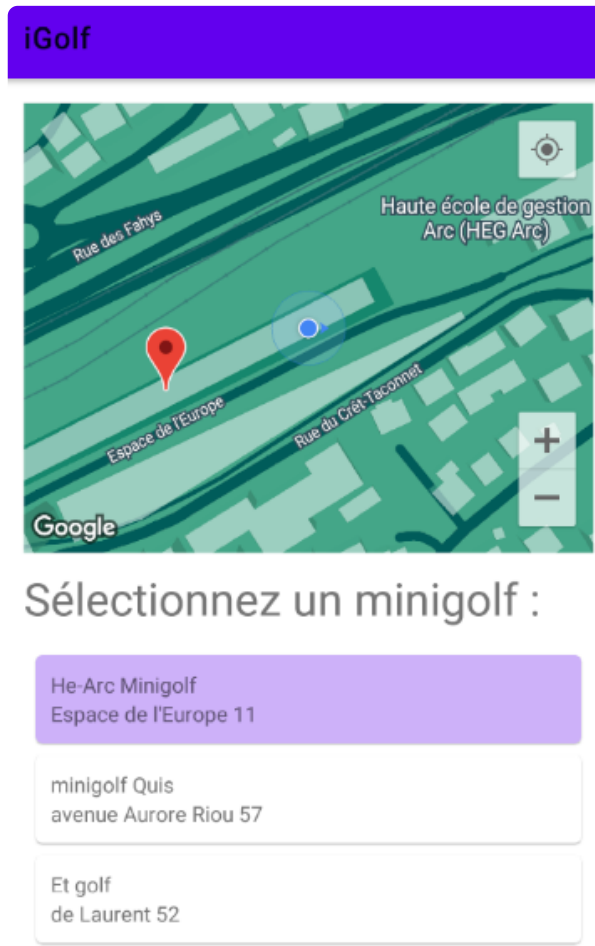 iGolf
Rue des Fahys
Haute école de gestion
Arc (HEG Arc)
Espace de l'Europe
Rue du Crêt-Taconnet
+
−
Google
Sélectionnez un minigolf :
He-Arc Minigolf
Espace de l'Europe 11
minigolf Quis
avenue Aurore Riou 57
Et golf
de Laurent 52